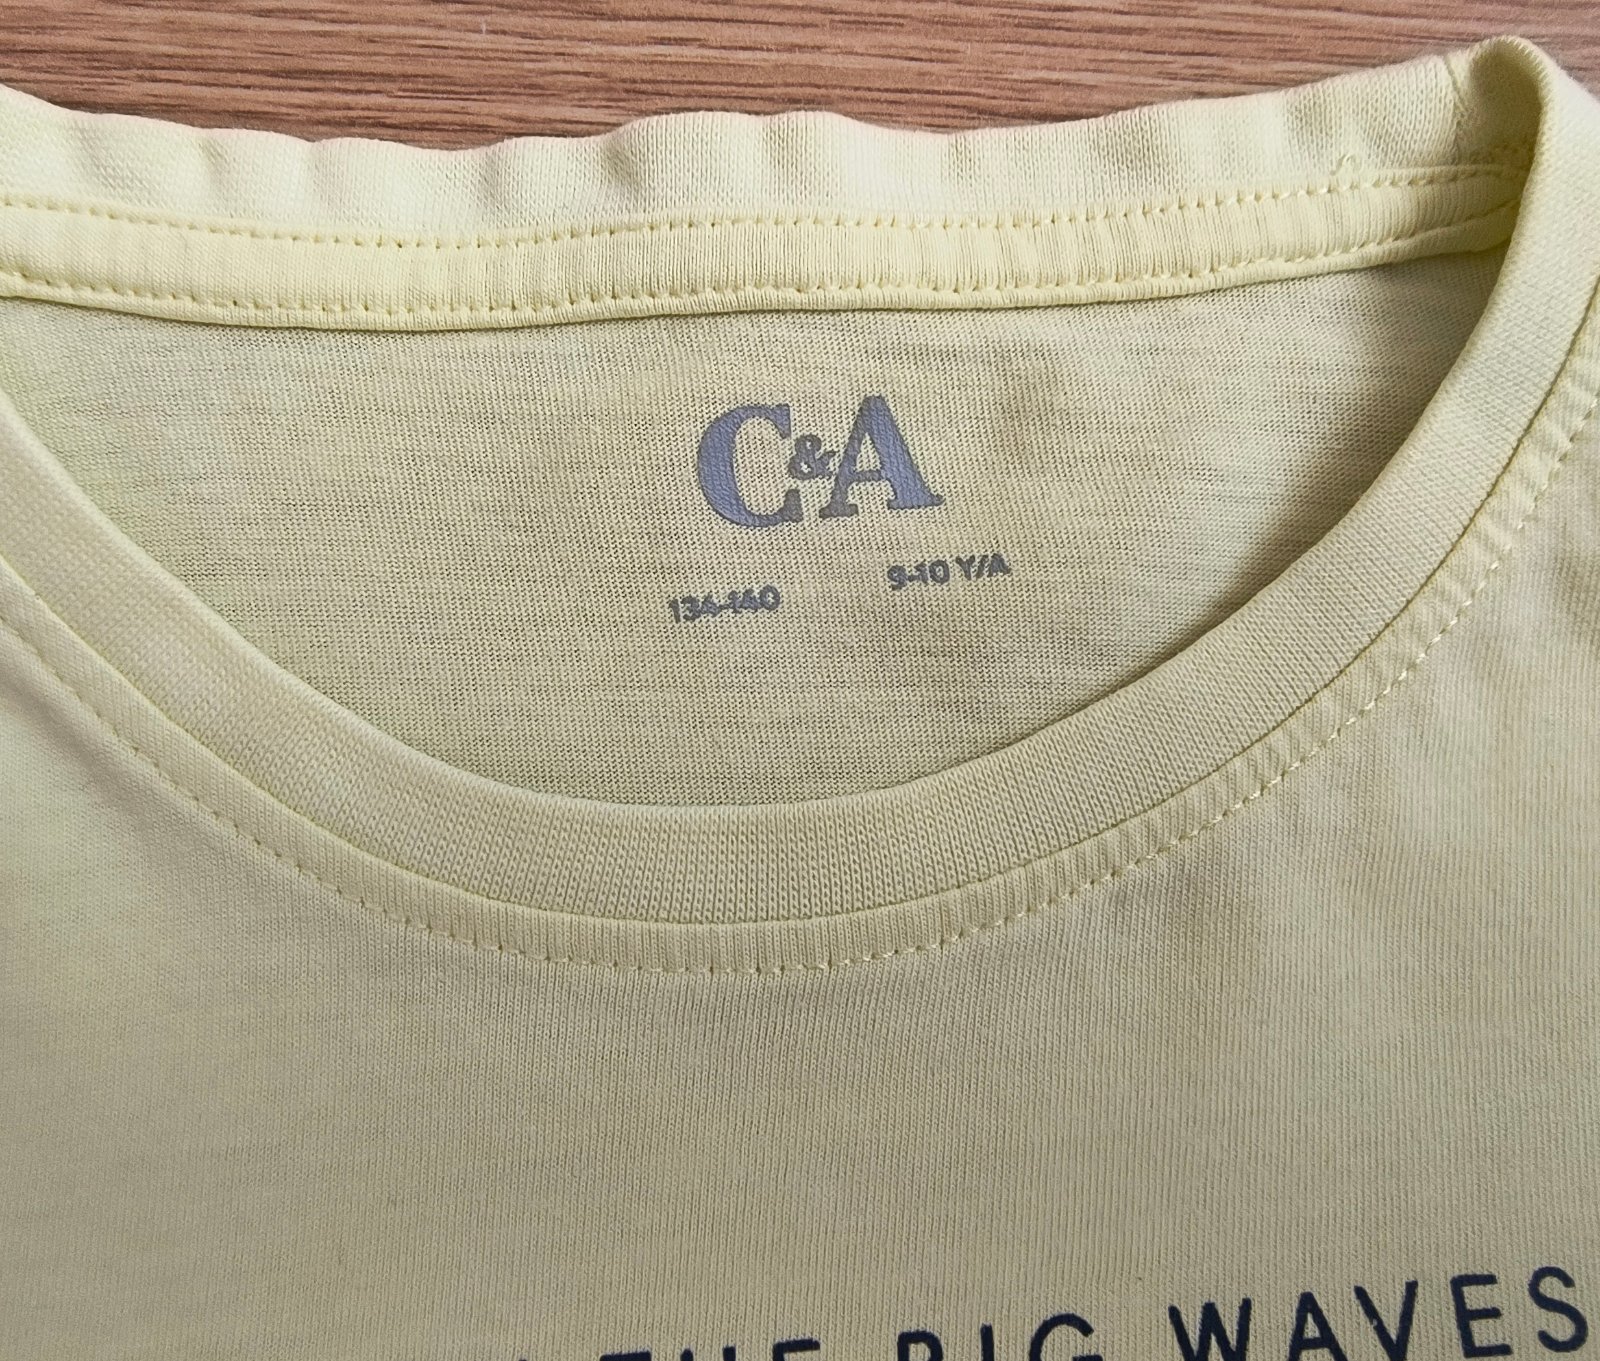 C&A
134-140 9-10 Y/A
THE BIG WAVES